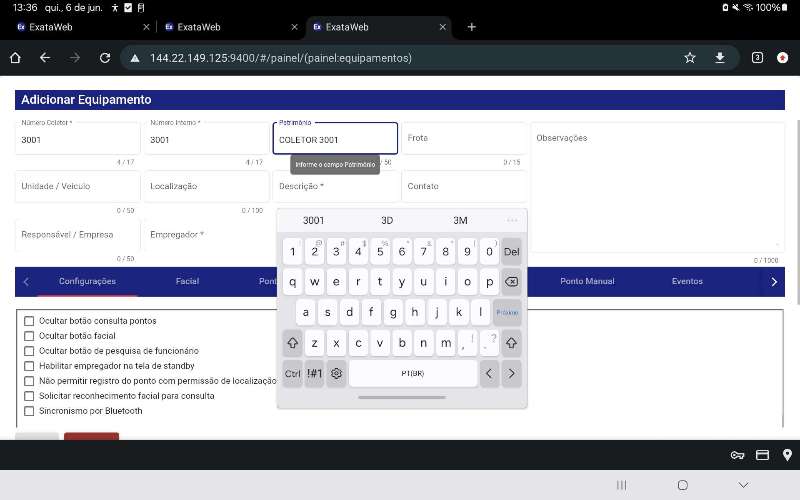 13:36 qui., 6 de jun. 100%
ExataWeb ExataWeb ExataWeb
144.22.149.125:9400/#/painel/(painel:equipamentos) 3
Adicionar Equipamento
Número Coletor * Número Interno * Patrimônio
3001 3001 COLETOR 3001 Frota Observações
4 / 17 4 / 17 / 50 0 / 15
Informe o campo Patrimônio
Unidade / Veículo Localização Descrição * Contato
0 / 50 0 / 100
Responsável / Empresa Empregador *
0 / 50 0 / 1000
3001 3D 3M ...
Configurações Facial Pont Ponto Manual Eventos
1 2 3 4 5 6 7 8 9 0 Del
q w e r t y u i o p
a s d f g h j k l Próximo
z x c v b n m , ! . ?
Ctrl !#1 PT(BR) < >
Ocultar botão consulta pontos
Ocultar botão facial
Ocultar botão de pesquisa de funcionário
Habilitar empregador na tela de standby
Não permitir registro do ponto com permissão de localização
Solicitar reconhecimento facial para consulta
Sincronismo por Bluetooth